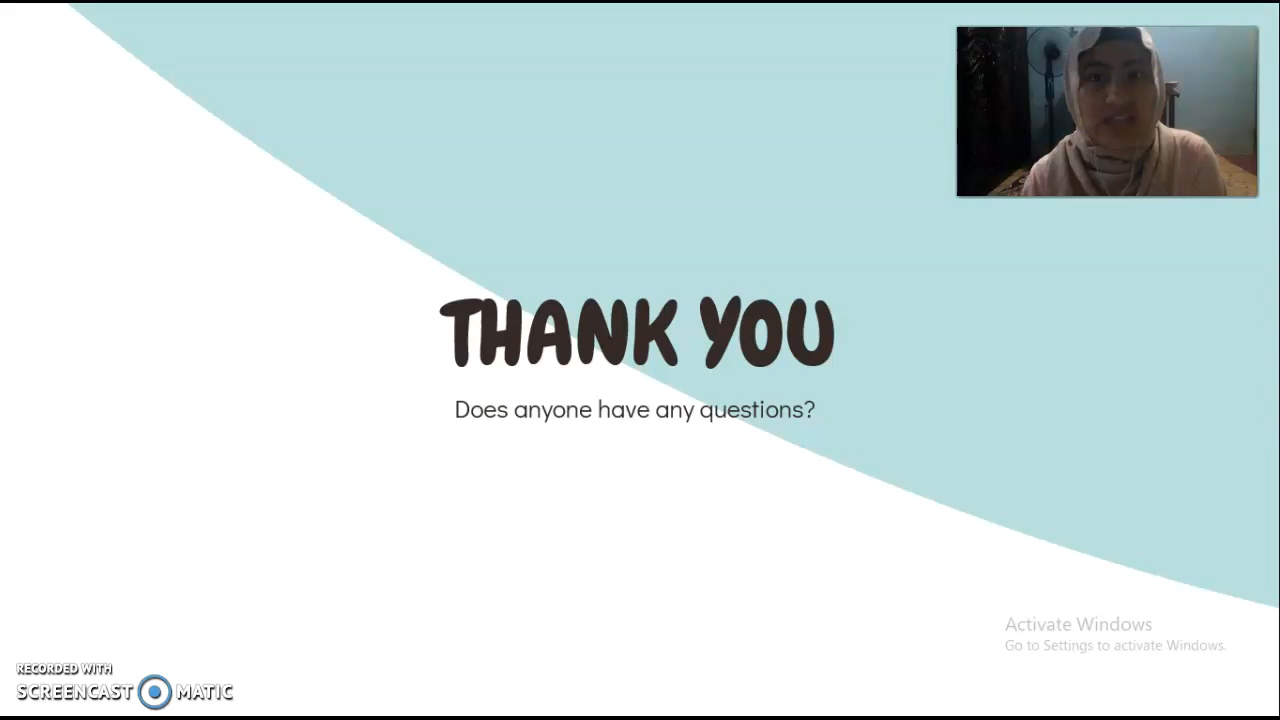 THANK YOU
Does anyone have any questions?
Activate Windows
Go to Settings to activate Windows.
RECORDED WITH
SCREENCAST MATIC